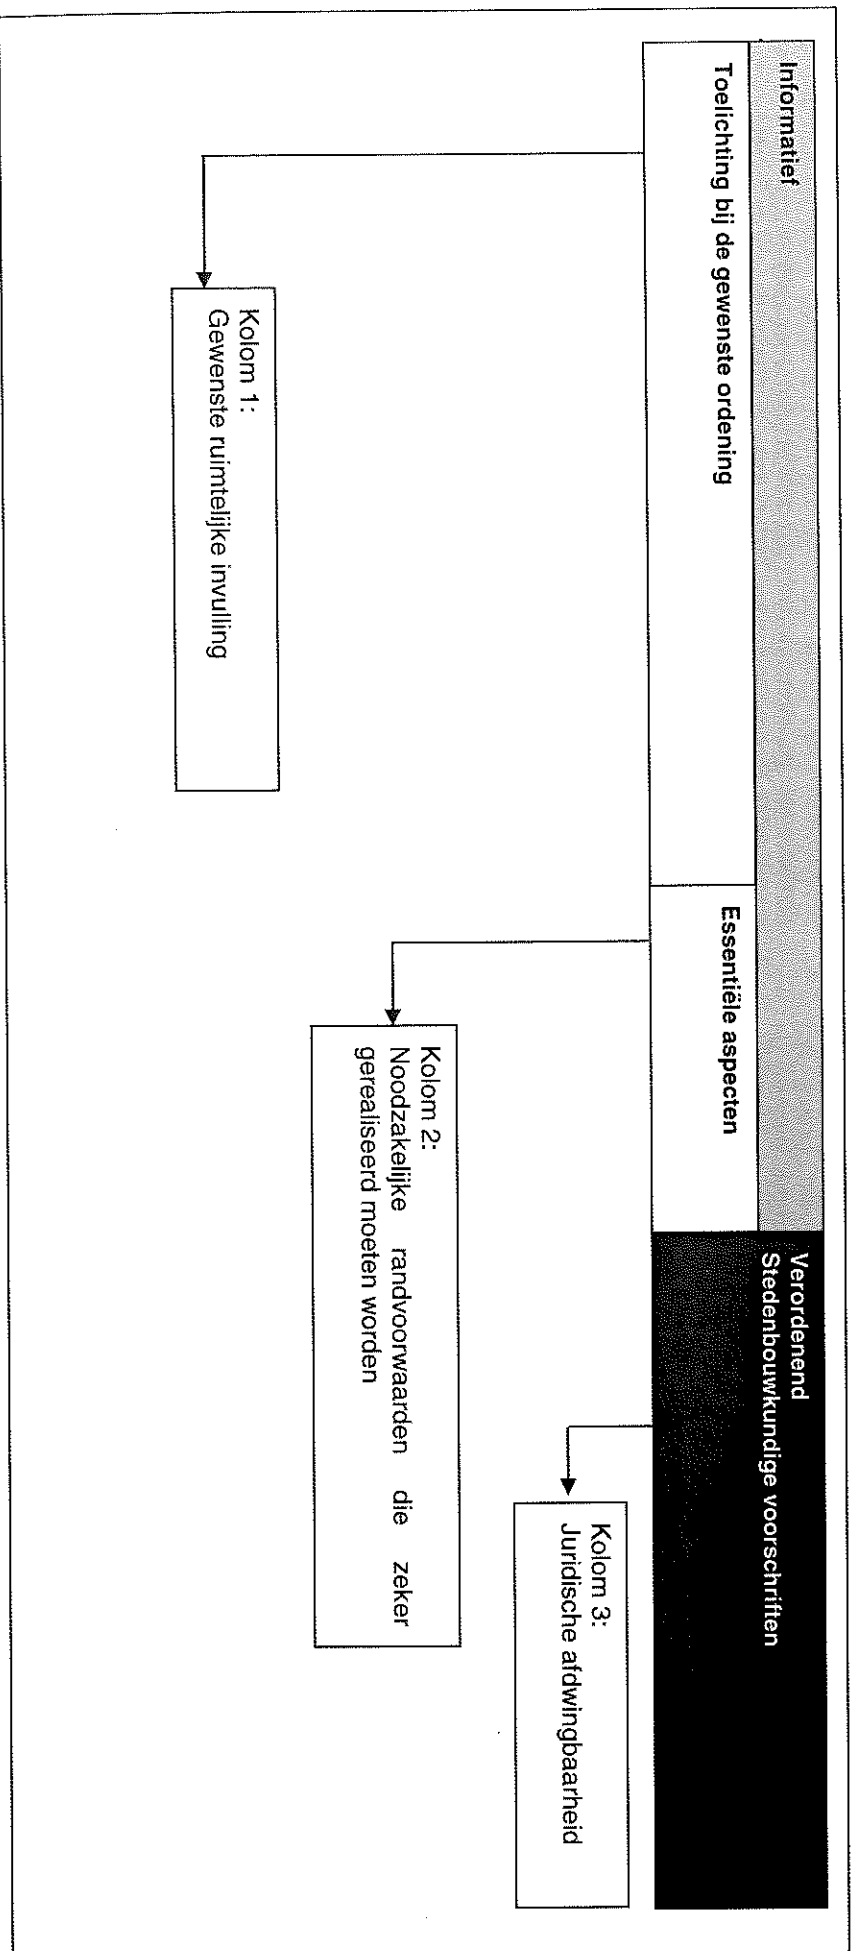 Informatief
Toelichting bij de gewenste ordening
Essentiële aspecten
Verordenend
Stedenbouwkundige voorschriften
Kolom 1:
Gewenste ruimtelijke invulling
Kolom 2:
Noodzakelijke randvoorwaarden die zeker
gerealiseerd moeten worden
Kolom 3:
Juridische afdwingbaarheid